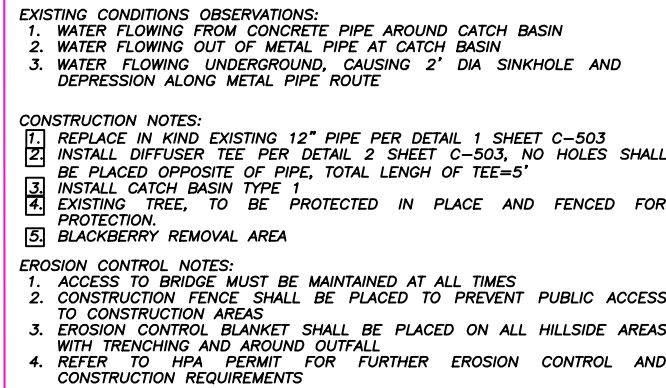 EXISTING CONDITIONS OBSERVATIONS:
1. WATER FLOWING FROM CONCRETE PIPE AROUND CATCH BASIN
2. WATER FLOWING OUT OF METAL PIPE AT CATCH BASIN
3. WATER FLOWING UNDERGROUND, CAUSING 2' DIA SINKHOLE AND
DEPRESSION ALONG METAL PIPE ROUTE
CONSTRUCTION NOTES:
1. REPLACE IN KIND EXISTING 12" PIPE PER DETAIL 1 SHEET C-503
2. INSTALL DIFFUSER TEE PER DETAIL 2 SHEET C-503, NO HOLES SHALL
BE PLACED OPPOSITE OF PIPE, TOTAL LENGH OF TEE=5'
3. INSTALL CATCH BASIN TYPE 1
4. EXISTING TREE, TO BE PROTECTED IN PLACE AND FENCED FOR
PROTECTION.
5. BLACKBERRY REMOVAL AREA
EROSION CONTROL NOTES:
1. ACCESS TO BRIDGE MUST BE MAINTAINED AT ALL TIMES
2. CONSTRUCTION FENCE SHALL BE PLACED TO PREVENT PUBLIC ACCESS
TO CONSTRUCTION AREAS
3. EROSION CONTROL BLANKET SHALL BE PLACED ON ALL HILLSIDE AREAS
WITH TRENCHING AND AROUND OUTFALL
4. REFER TO HPA PERMIT FOR FURTHER EROSION CONTROL AND
CONSTRUCTION REQUIREMENTS